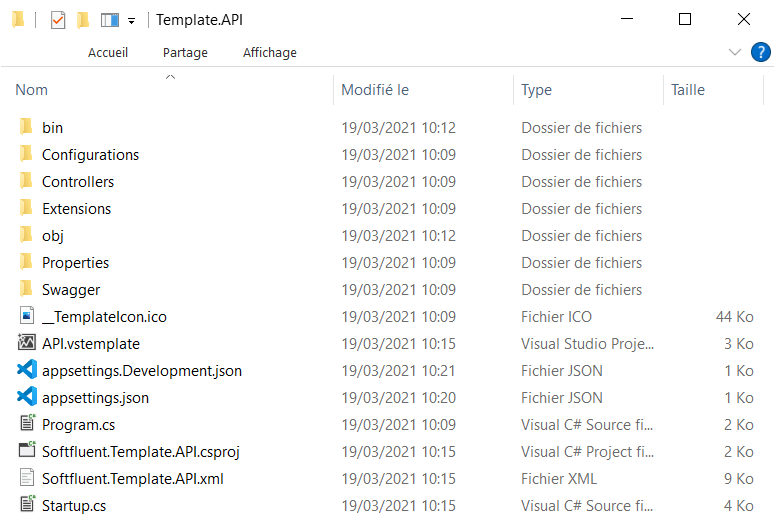 Template.API
Accueil Partage Affichage
Nom Modifié le Type Taille
bin 19/03/2021 10:12 Dossier de fichiers
Configurations 19/03/2021 10:09 Dossier de fichiers
Controllers 19/03/2021 10:09 Dossier de fichiers
Extensions 19/03/2021 10:09 Dossier de fichiers
obj 19/03/2021 10:12 Dossier de fichiers
Properties 19/03/2021 10:09 Dossier de fichiers
Swagger 19/03/2021 10:09 Dossier de fichiers
__TemplateIcon.ico 19/03/2021 10:09 Fichier ICO 44 Ko
API.vstemplate 19/03/2021 10:15 Visual Studio Proje... 3 Ko
appsettings.Development.json 19/03/2021 10:21 Fichier JSON 1 Ko
appsettings.json 19/03/2021 10:20 Fichier JSON 1 Ko
Program.cs 19/03/2021 10:09 Visual C# Source fi... 2 Ko
Softfluent.Template.API.csproj 19/03/2021 10:15 Visual C# Project fi... 2 Ko
Softfluent.Template.API.xml 19/03/2021 10:15 Fichier XML 9 Ko
Startup.cs 19/03/2021 10:15 Visual C# Source fi... 4 Ko